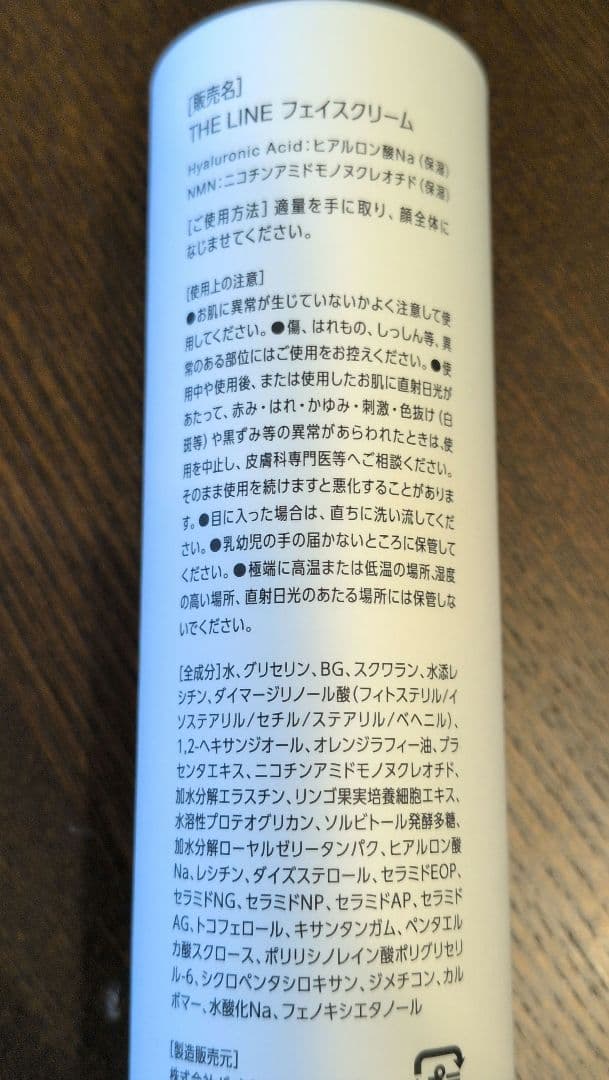 [販売名]
THE LINE フェイスクリーム
Hyaluronic Acid：ヒアルロン酸Na（保湿）
NMN：ニコチンアミドモノヌクレオチド（保湿）
[ご使用方法]適量を手に取り、顔全体に
なじませてください。
[使用上の注意]
●お肌に異常が生じていないかよく注意して使
用してください。●傷、はれもの、しっしん等、異
常のある部位にはご使用をお控えください。●使
用中や使用後、または使用したお肌に直射日光が
あたって、赤み・はれ・かゆみ・刺激・色抜け（白
斑等）や黒ずみ等の異常があらわれたときは、使
用を中止し、皮膚科専門医等へご相談ください。
そのまま使用を続けますと悪化することがありま
す。●目に入った場合は、直ちに洗い流してくだ
さい。●乳幼児の手の届かないところに保管して
ください。●極端に高温または低温の場所、湿度
の高い場所、直射日光のあたる場所には保管しな
いでください。
[全成分]水、グリセリン、BG、スクワラン、水添レ
シチン、ダイマージリノール酸（フィトステリル/イ
ソステアリル/セチル/ステアリル/ベヘニル）、
1,2-ヘキサンジオール、オレンジラフィー油、プラ
センタエキス、ニコチンアミドモノヌクレオチド、
加水分解エラスチン、リンゴ果実培養細胞エキス、
水溶性プロテオグリカン、ソルビトール発酵多糖、
加水分解ローヤルゼリータンパク、ヒアルロン酸
Na、レシチン、ダイズステロール、セラミドEOP、
セラミドNG、セラミドNP、セラミドAP、セラミド
AG、トコフェロール、キサンタンガム、ペンタエル
カ酸スクロース、ポリリシノレイン酸ポリグリセリ
ル-6、シクロペンタシロキサン、ジメチコン、カル
ボマー、水酸化Na、フェノキシエタノール
[製造販売元]